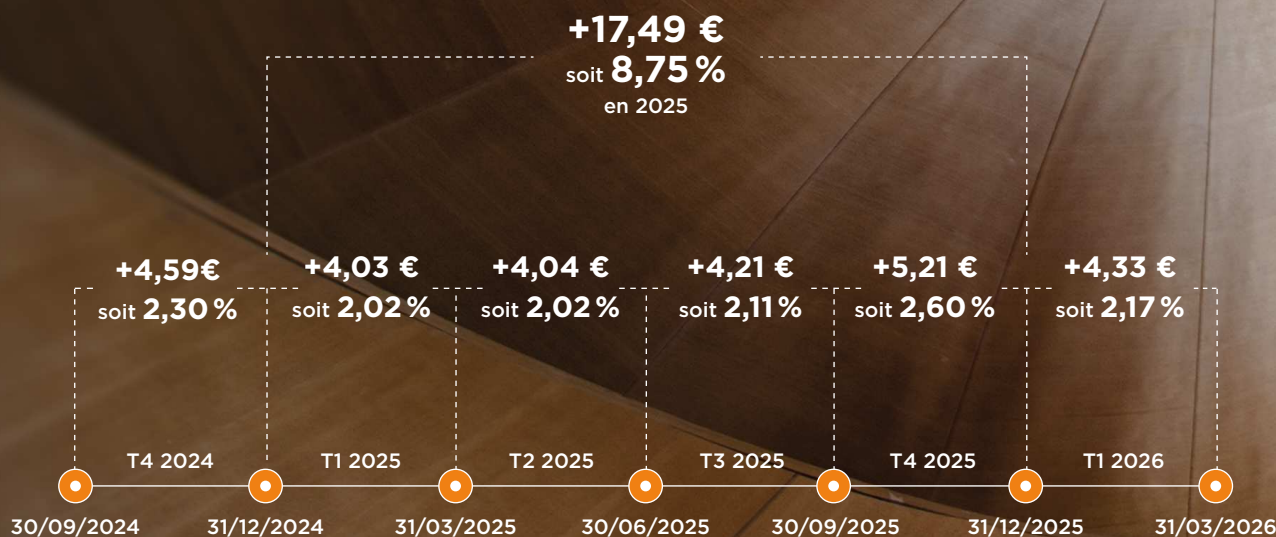 +17,49 €
soit 8,75 %
en 2025
+4,59€
soit 2,30 %
+4,03 €
soit 2,02 %
+4,04 €
soit 2,02 %
+4,21 €
soit 2,11 %
+5,21 €
soit 2,60 %
+4,33 €
soit 2,17 %
T4 2024
T1 2025
T2 2025
T3 2025
T4 2025
T1 2026
30/09/2024
31/12/2024
31/03/2025
30/06/2025
30/09/2025
31/12/2025
31/03/2026